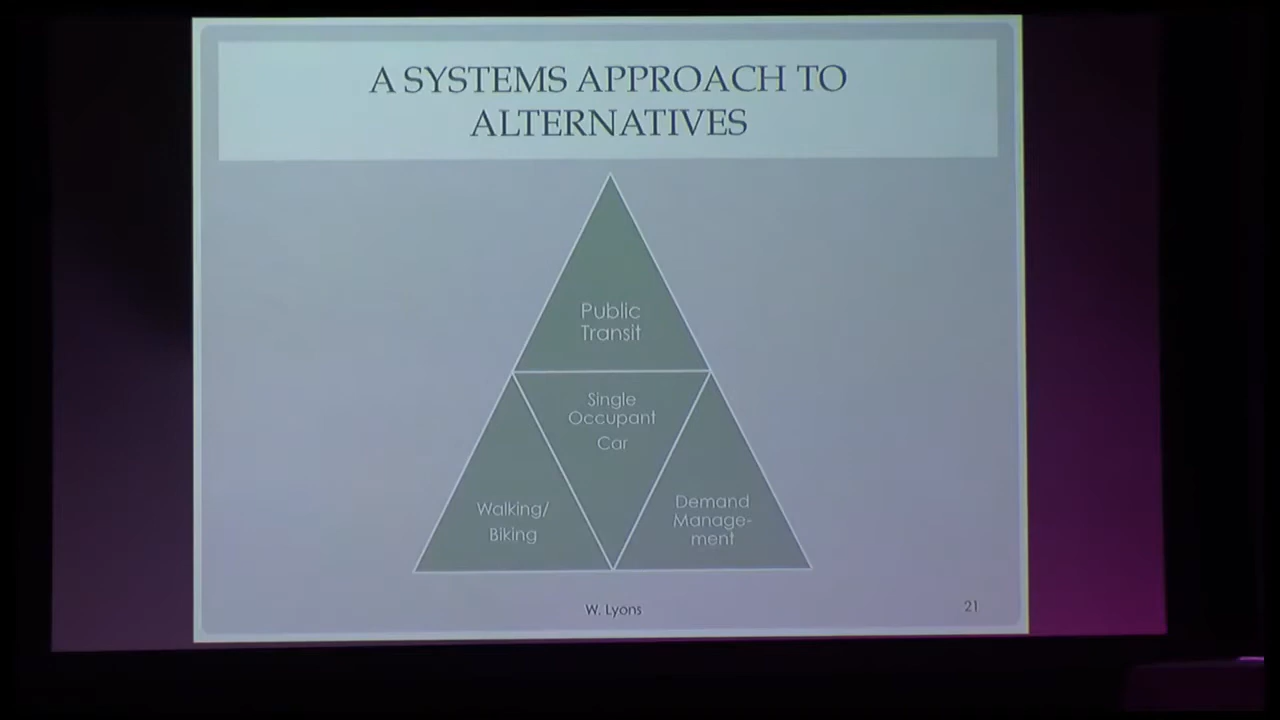 A SYSTEMS APPROACH TO
ALTERNATIVES
Public
Transit
Single
Occupant
Car
Walking/
Biking
Demand
Manage-
ment
W. Lyons
21